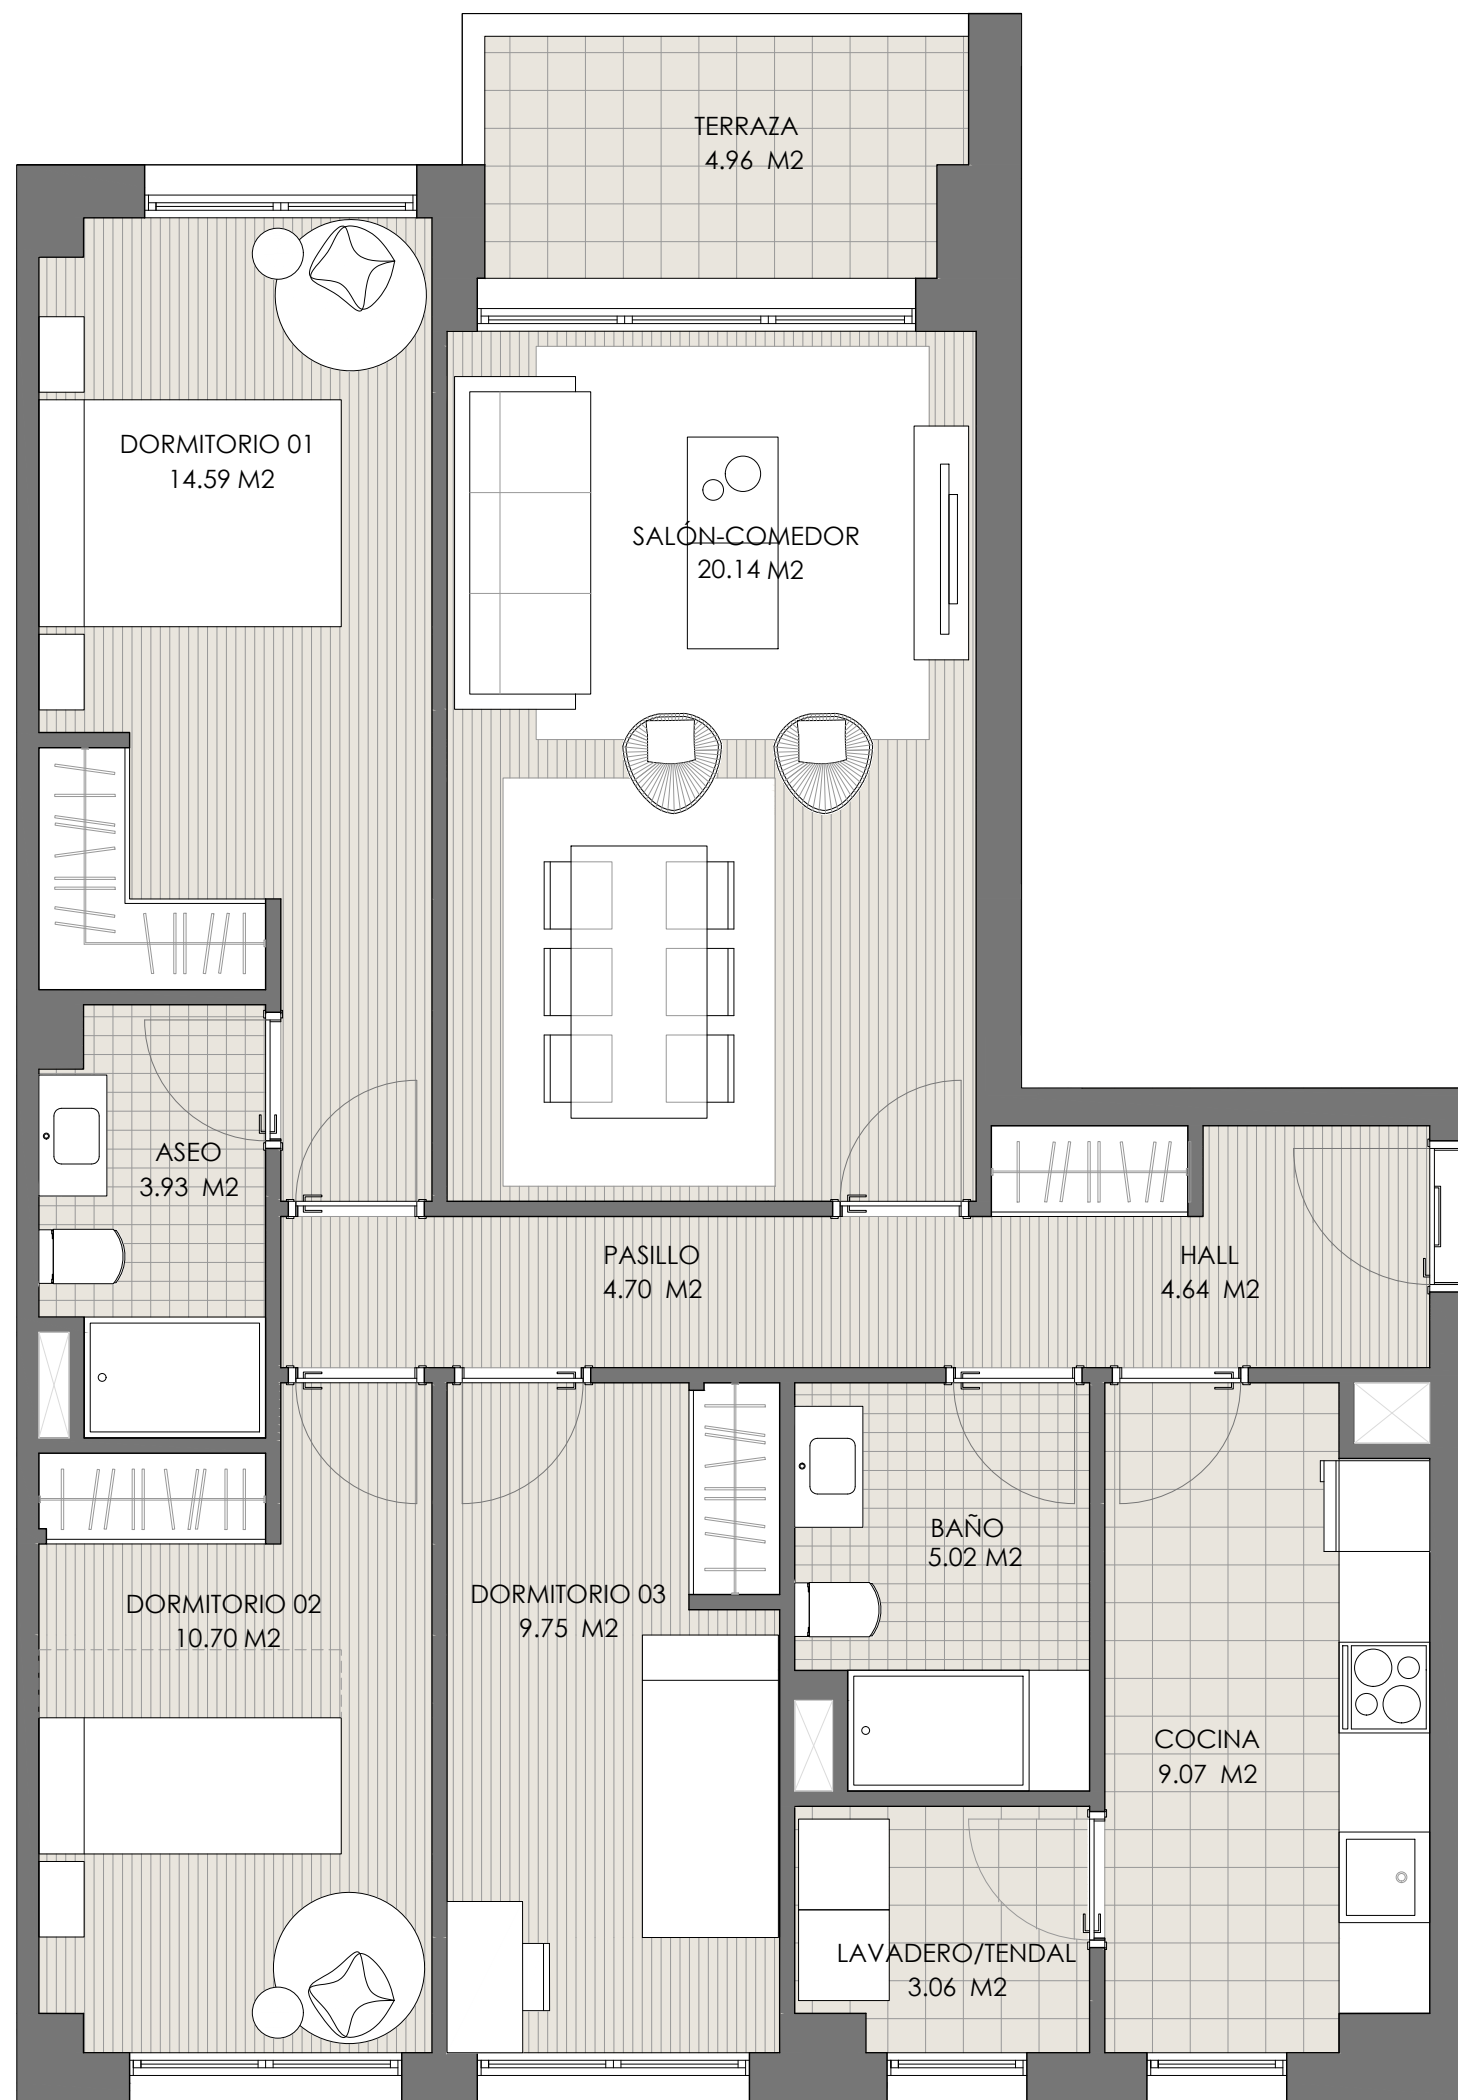 TERRAZA
4.96 M2
DORMITORIO 01
14.59 M2
SALÓN-COMEDOR
20.14 M2
ASEO
3.93 M2
PASILLO
4.70 M2
HALL
4.64 M2
BAÑO
5.02 M2
DORMITORIO 02
10.70 M2
DORMITORIO 03
9.75 M2
COCINA
9.07 M2
LAVADERO/TENDAL
3.06 M2